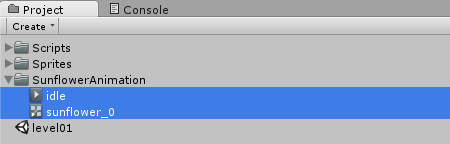 Project Console
Create
Scripts
Sprites
SunflowerAnimation
idle
sunflower_0
level01